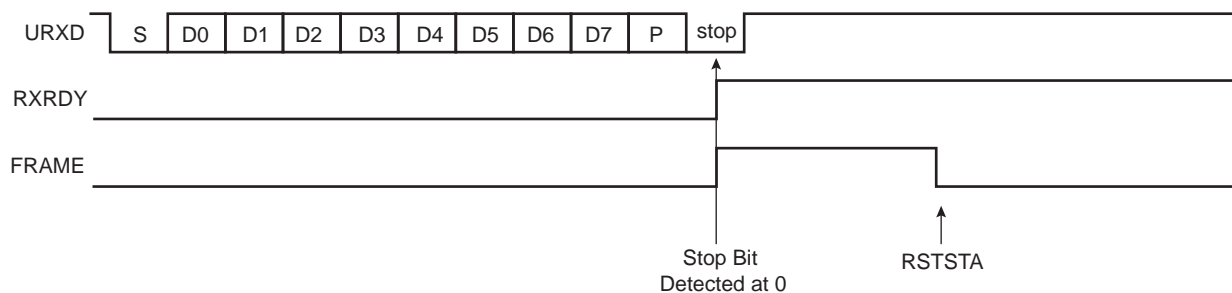 URXD S D0 D1 D2 D3 D4 D5 D6 D7 P stop
RXRDY
FRAME
Stop Bit
Detected at 0
RSTSTA